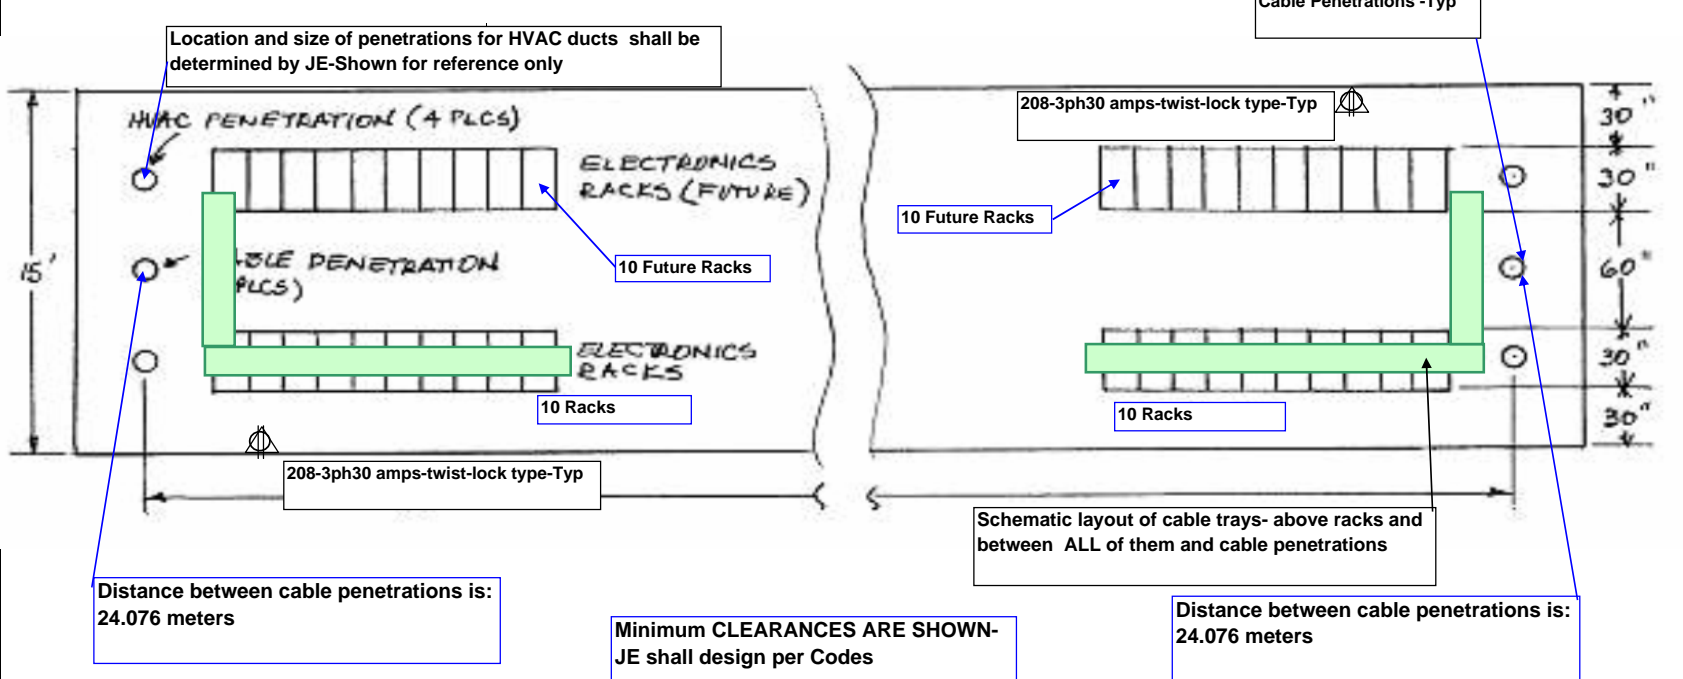 Cable Penetrations -Typ
Location and size of penetrations for HVAC ducts shall be
determined by JE-Shown for reference only
208-3ph30 amps-twist-lock type-Typ
30"
HVAC PENETRATION (4 PLCS)
ELECTRONICS
RACKS (FUTURE)
30"
10 Future Racks
15'
ABLE PENETRATION
PLCS)
10 Future Racks
60"
ELECTRONICS
RACKS
30"
10 Racks
10 Racks
30"
208-3ph30 amps-twist-lock type-Typ
Schematic layout of cable trays- above racks and
between ALL of them and cable penetrations
Distance between cable penetrations is:
24.076 meters
Minimum CLEARANCES ARE SHOWN-
JE shall design per Codes
Distance between cable penetrations is:
24.076 meters